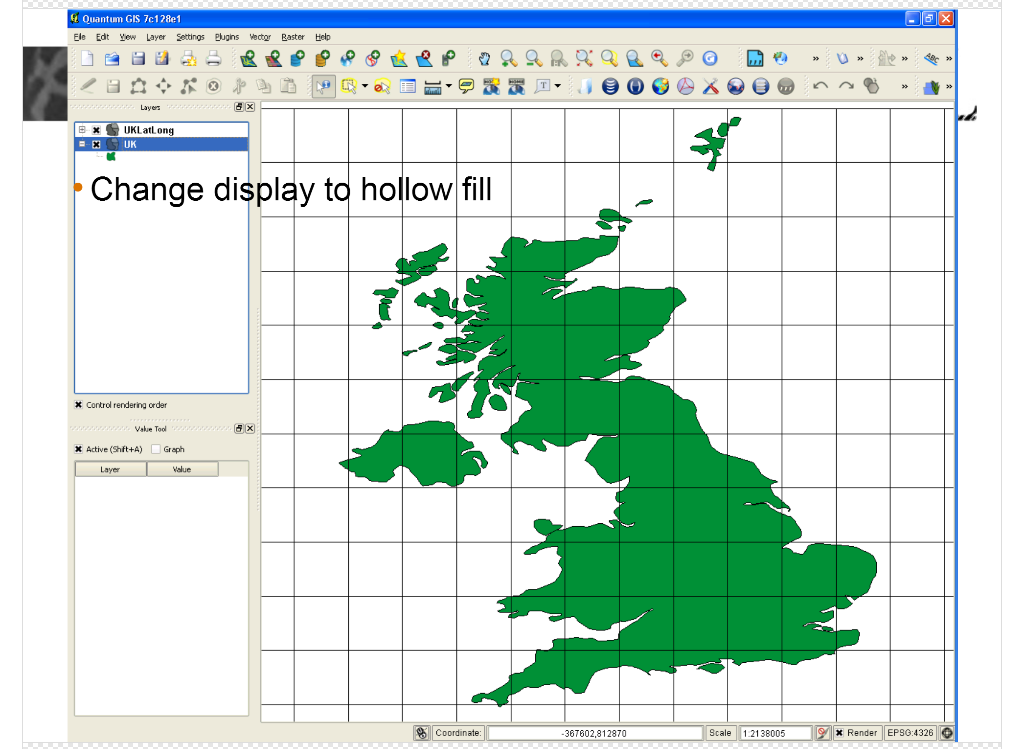 Quantum GIS 7c128e1
File Edit View Layer Settings Plugins Vector Raster Help
Layers
UKLatLong
UK
• Change display to hollow fill
Control rendering order
Value Tool
Active (Shift+A) Graph
Layer Value
Coordinate: -367602,812870 Scale 1:2138005 Render EPSG:4326